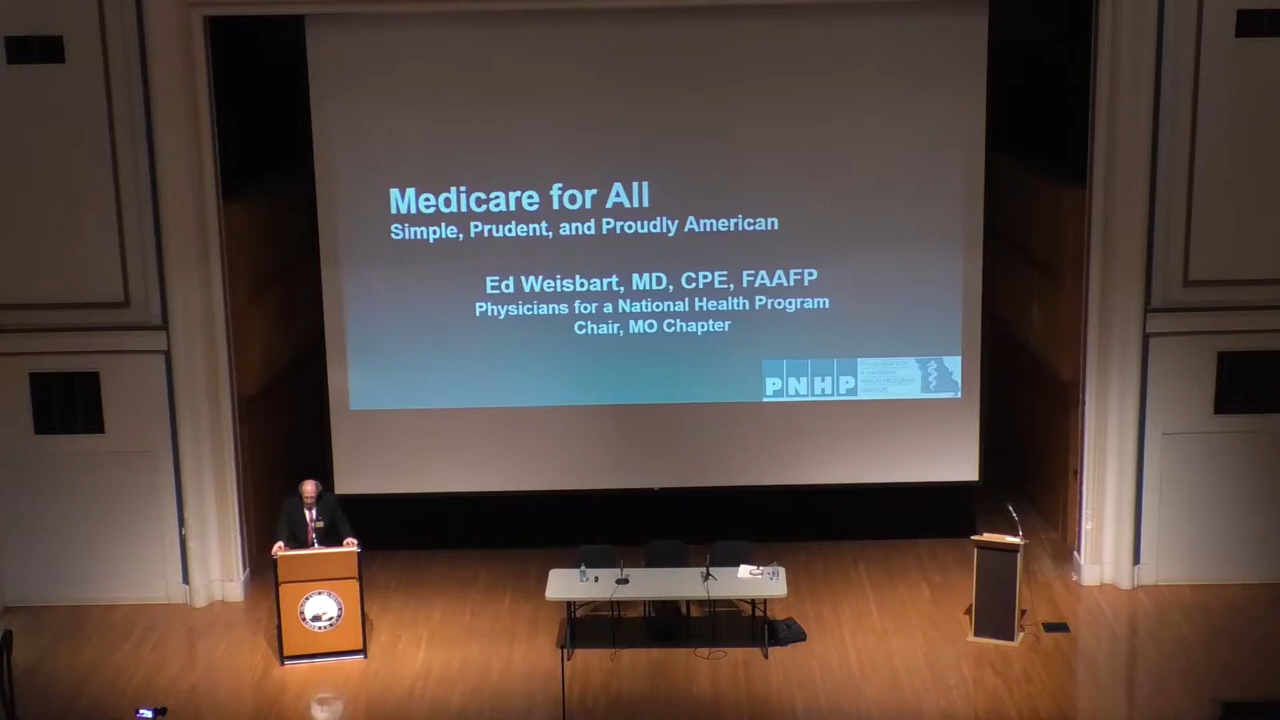 Medicare for All
Simple, Prudent, and Proudly American
Ed Weisbart, MD, CPE, FAAFP
Physicians for a National Health Program
Chair, MO Chapter
PNHP